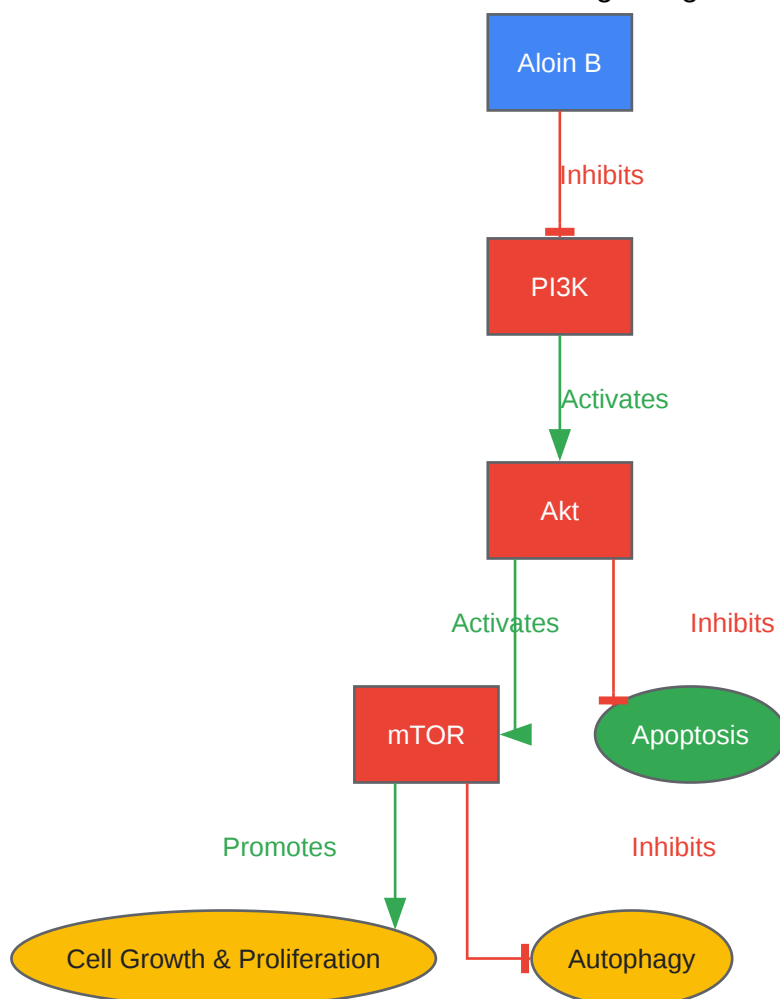 Aloin B
Inhibits
PI3K
Activates
Akt
Activates
Inhibits
mTOR
Apoptosis
Promotes
Inhibits
Cell Growth & Proliferation
Autophagy